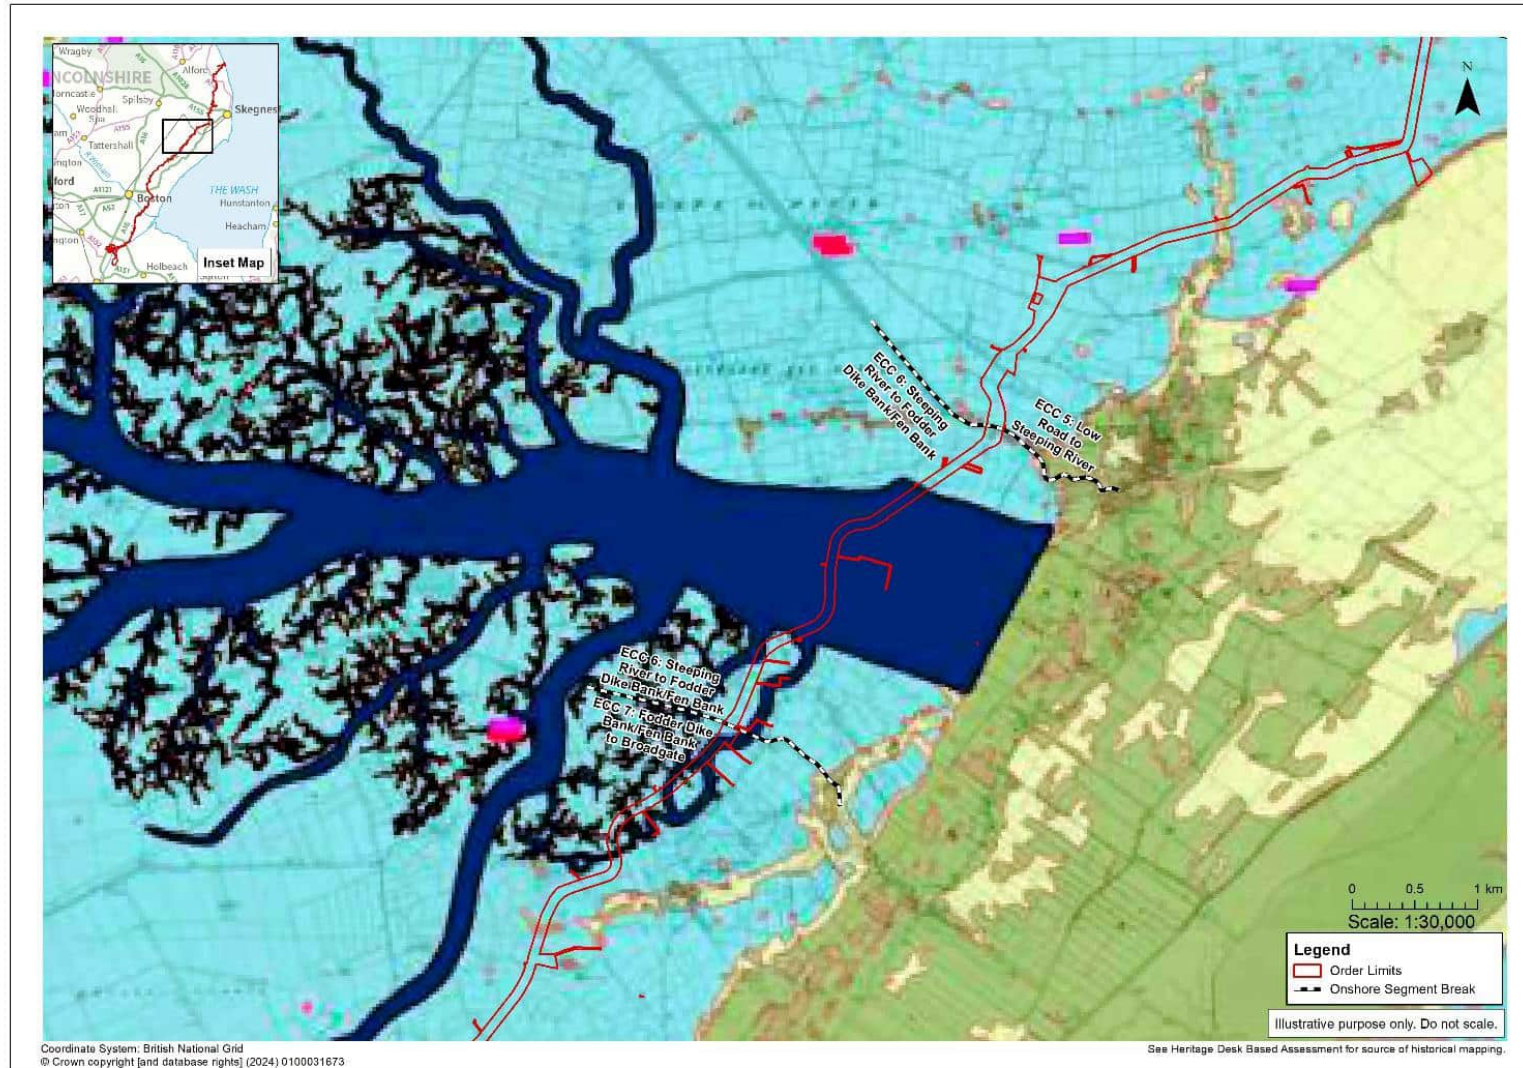 Wragby
NCOLNSHIRE
Alford
Spilsby
Skegnes
Tattershall
Boston
THE WASH
Hunstanton
Heacham
Holbeach
Inset Map
N
ECC 6: Steeping
River to Fodder
Dike Bank/Fen Bank
ECC 5: Low
Road to
Steeping River
ECC 6: Steeping
River to Fodder
Dike Bank/Fen Bank
ECC 7: Fodder Dike
Bank/Fen Bank
to Broadgate
0 0.5 1 km
Scale: 1:30,000
Legend
Order Limits
Onshore Segment Break
Illustrative purpose only. Do not scale.
Coordinate System: British National Grid
© Crown copyright [and database rights] (2024) 0100031673
See Heritage Desk Based Assessment for source of historical mapping.